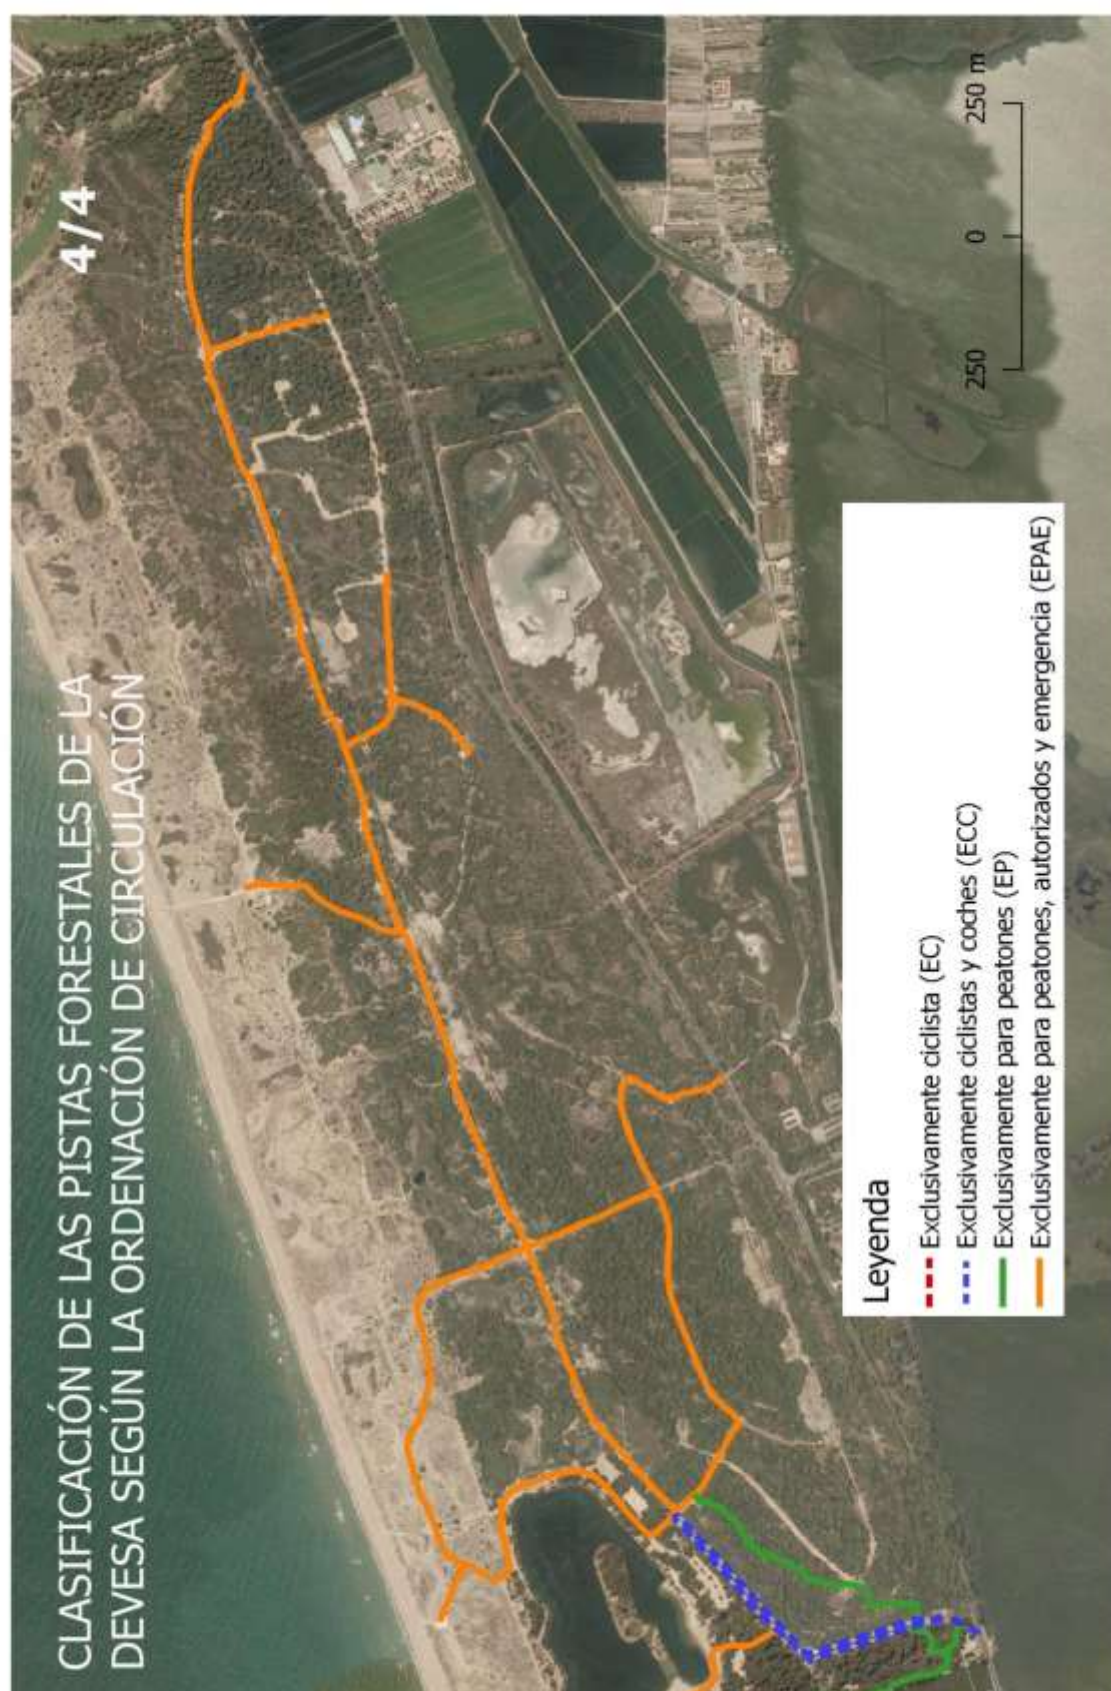 CLASIFICACIÓN DE LAS PISTAS FORESTALES DE LA
DEVESA SEGÚN LA ORDENACIÓN DE CIRCULACIÓN
4/4
Leyenda
Exclusivamente ciclista (EC)
Exclusivamente ciclistas y coches (ECC)
Exclusivamente para peatones (EP)
Exclusivamente para peatones, autorizados y emergencia (EPAE)
250 0 250 m